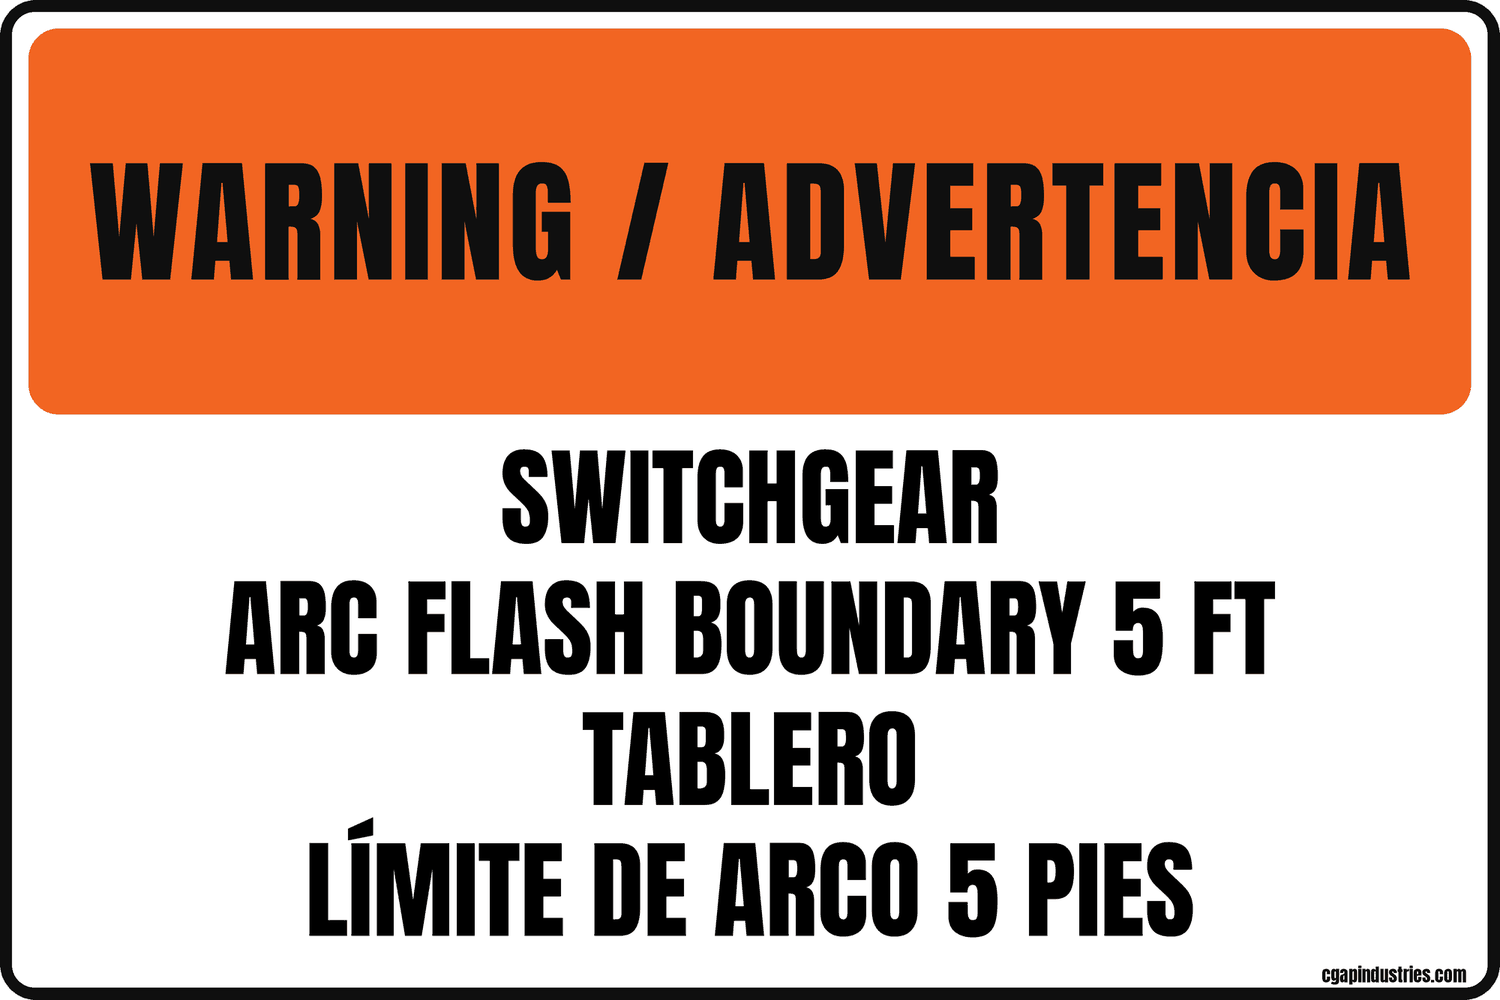 WARNING / ADVERTENCIA
SWITCHGEAR
ARC FLASH BOUNDARY 5 FT
TABLERO
LÍMITE DE ARCO 5 PIES
cgapindustries.com